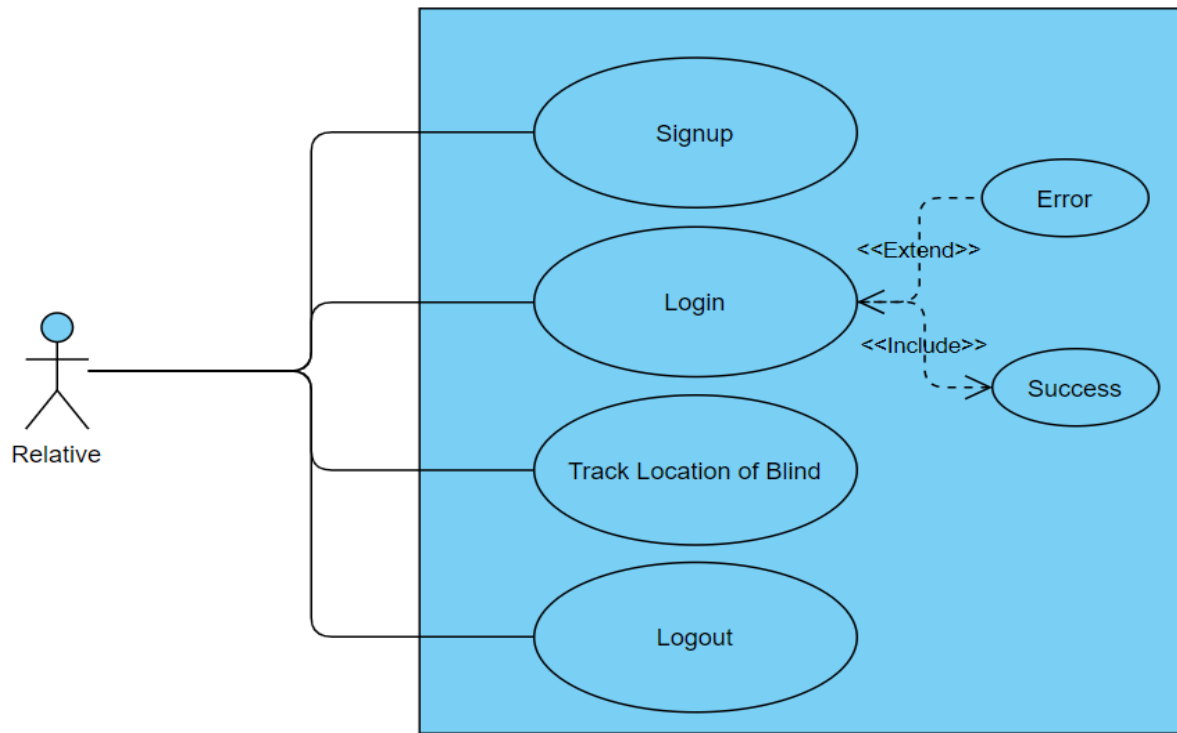 Signup
Error
<<Extend>>
Login
<<Include>>
Success
Relative
Track Location of Blind
Logout